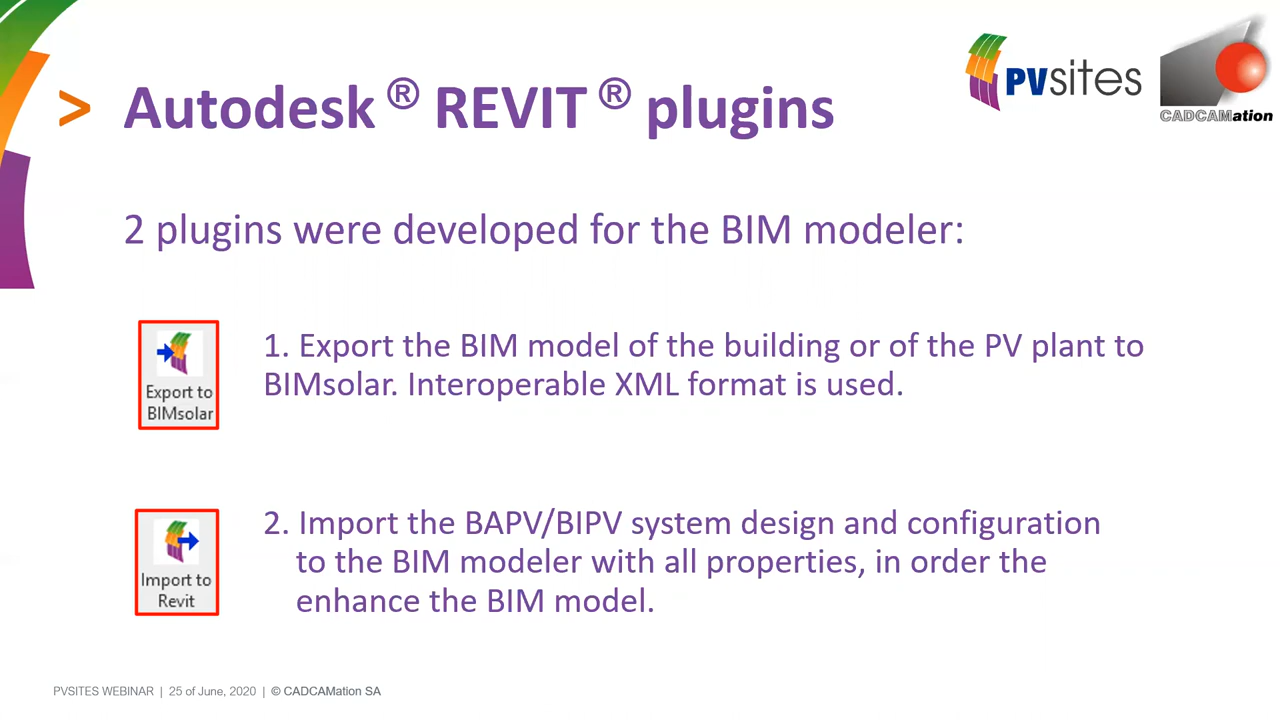 > Autodesk ® REVIT ® plugins
PVsites
CADCAMation
2 plugins were developed for the BIM modeler:
Export to
BIMsolar
1. Export the BIM model of the building or of the PV plant to
BIMsolar. Interoperable XML format is used.
Import to
Revit
2. Import the BAPV/BIPV system design and configuration
to the BIM modeler with all properties, in order the
enhance the BIM model.
PVSITES WEBINAR | 25 of June, 2020 | © CADCAMation SA